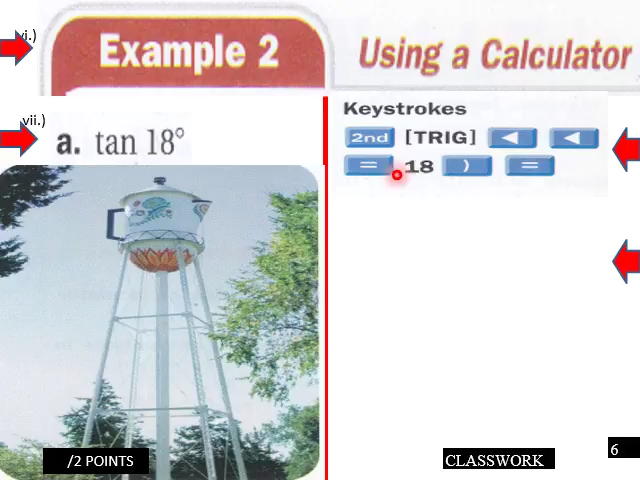 vi.)
Example 2
Using a Calculator
vii.)
a. tan 18°
Keystrokes
2nd [TRIG] ◄ ◄
= 18 ) =
/2 POINTS
CLASSWORK
6